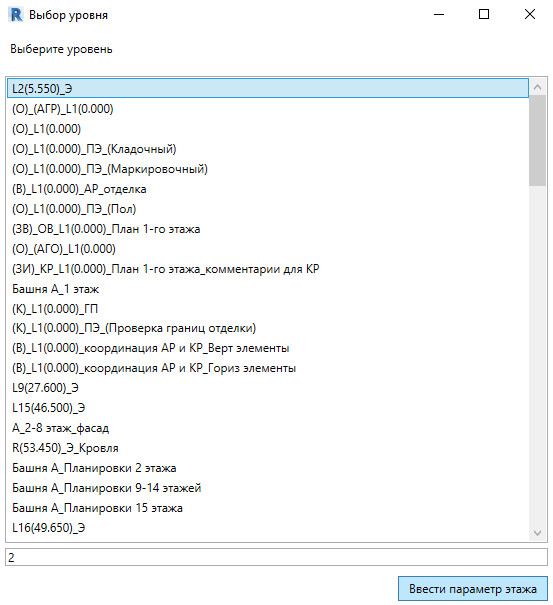 Выбор уровня
Выберите уровень
L2(5.550)_Э
(О)_(АГР)_L1(0.000)
(О)_L1(0.000)
(О)_L1(0.000)_ПЭ_(Кладочный)
(О)_L1(0.000)_ПЭ_(Маркировочный)
(В)_L1(0.000)_АР_отделка
(О)_L1(0.000)_ПЭ_(Пол)
(ЗВ)_ОВ_L1(0.000)_План 1-го этажа
(О)_(АГО)_L1(0.000)
(ЗИ)_КР_L1(0.000)_План 1-го этажа_комментарии для КР
Башня А_1 этаж
(К)_L1(0.000)_ГП
(К)_L1(0.000)_ПЭ_(Проверка границ отделки)
(В)_L1(0.000)_координация АР и КР_Верт элементы
(В)_L1(0.000)_координация АР и КР_Гориз элементы
L9(27.600)_Э
L15(46.500)_Э
А_2-8 этаж_фасад
R(53.450)_Э_Кровля
Башня А_Планировки 2 этажа
Башня А_Планировки 9-14 этажей
Башня А_Планировки 15 этажа
L16(49.650)_Э
2
Ввести параметр этажа